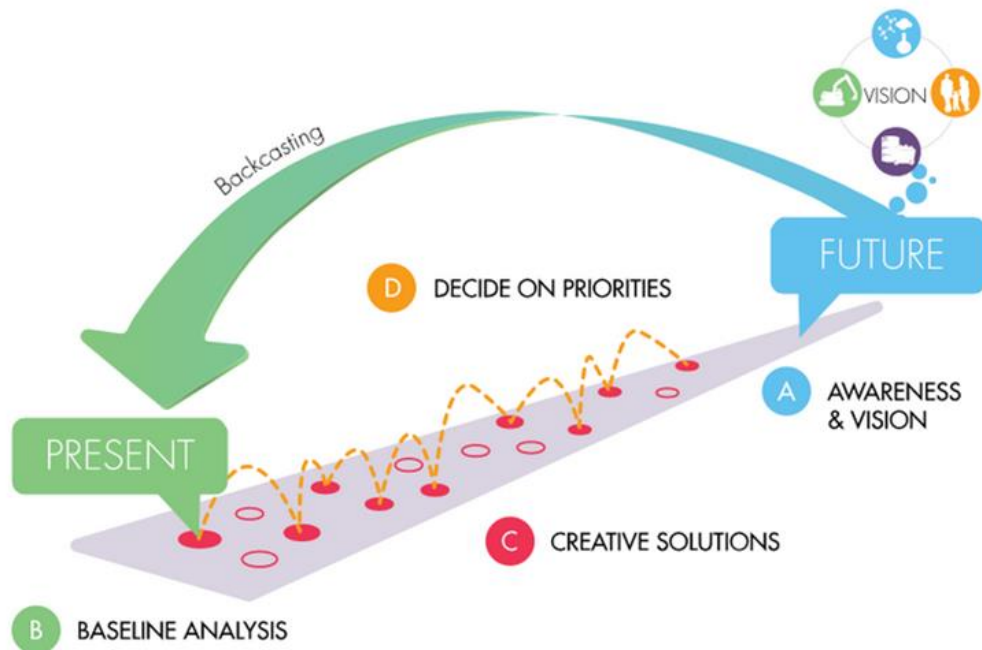 VISION
Backcasting
FUTURE
D DECIDE ON PRIORITIES
A AWARENESS
& VISION
PRESENT
C CREATIVE SOLUTIONS
B BASELINE ANALYSIS